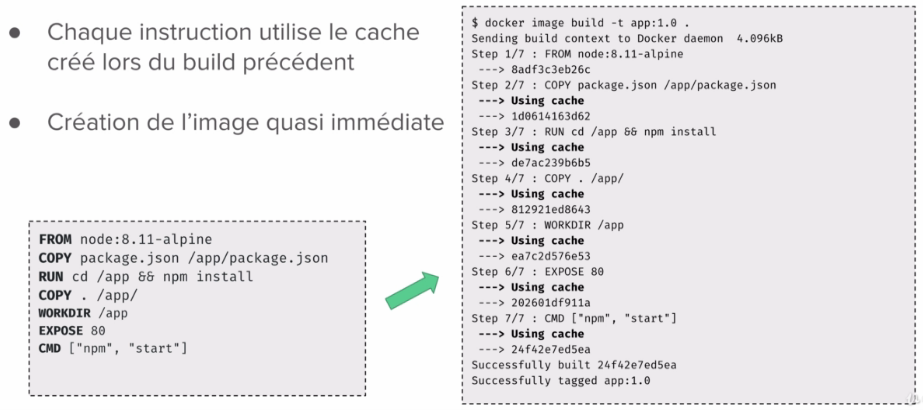 ● Chaque instruction utilise le cache
créé lors du build précédent
● Création de l'image quasi immédiate
FROM node:8.11-alpine
COPY package.json /app/package.json
RUN cd /app && npm install
COPY . /app/
WORKDIR /app
EXPOSE 80
CMD ["npm", "start"]
$ docker image build -t app:1.0 .
Sending build context to Docker daemon  4.096kB
Step 1/7 : FROM node:8.11-alpine
---> 8adf3c3eb26c
Step 2/7 : COPY package.json /app/package.json
---> Using cache
---> 1d0614163d62
Step 3/7 : RUN cd /app && npm install
---> Using cache
---> de7ac239b6b5
Step 4/7 : COPY . /app/
---> Using cache
---> 812921ed8643
Step 5/7 : WORKDIR /app
---> Using cache
---> ea7c2d576e53
Step 6/7 : EXPOSE 80
---> Using cache
---> 202601df911a
Step 7/7 : CMD ["npm", "start"]
---> Using cache
---> 24f42e7ed5ea
Successfully built 24f42e7ed5ea
Successfully tagged app:1.0